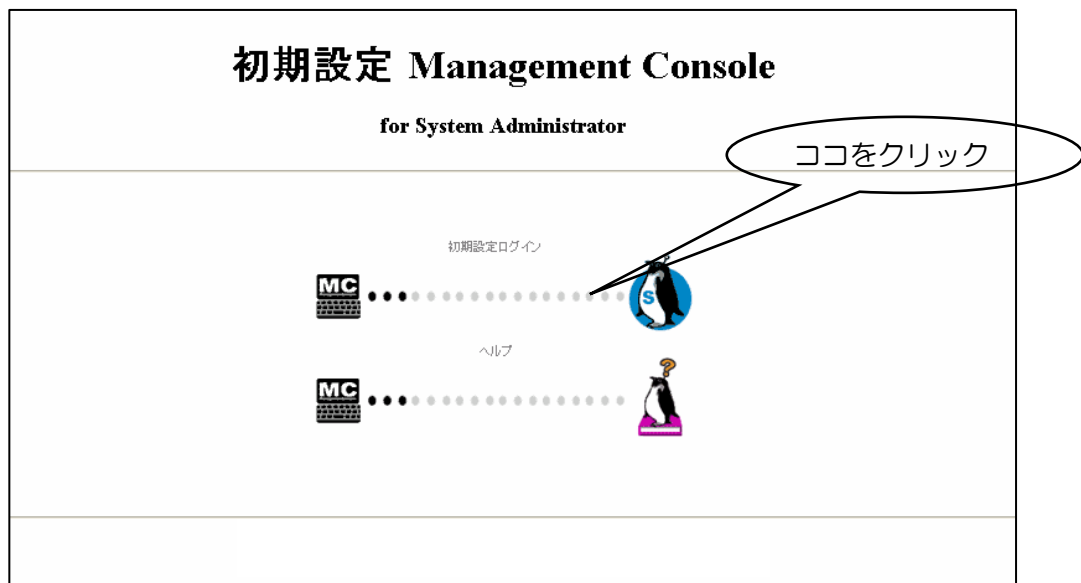 初期設定 Management Console
for System Administrator
ココをクリック
初期設定ログイン
MC
S
ヘルプ
MC
?